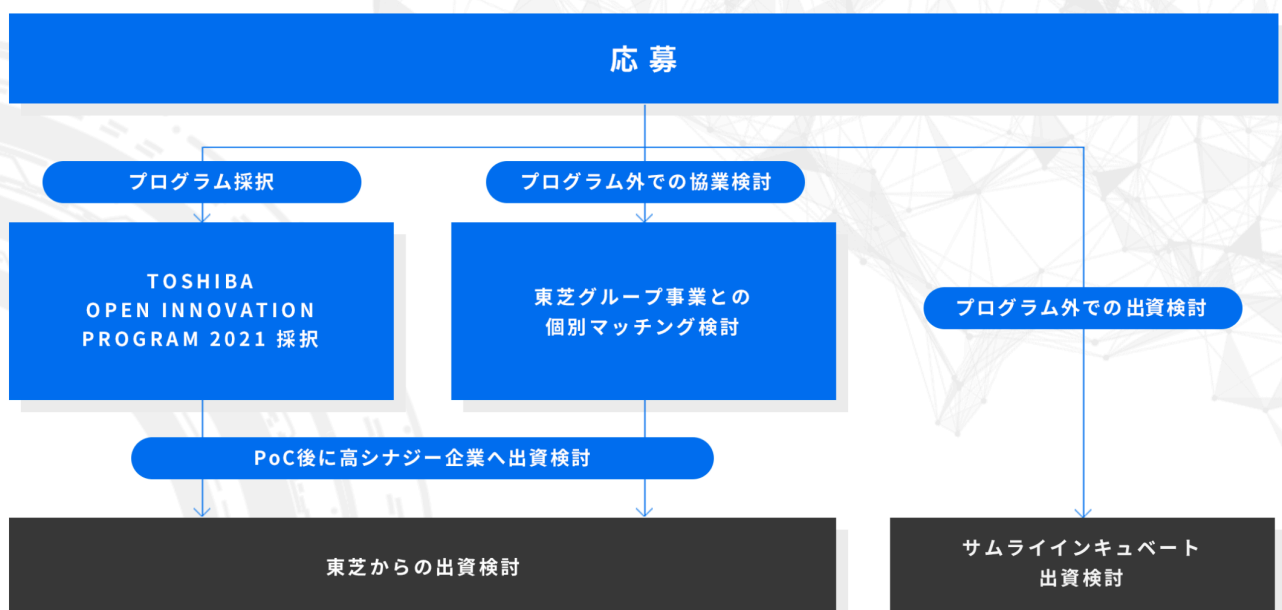 応募
プログラム採択
プログラム外での協業検討
TOSHIBA
OPEN INNOVATION
PROGRAM 2021 採択
東芝グループ事業との
個別マッチング検討
プログラム外での出資検討
PoC後に高シナジー企業へ出資検討
東芝からの出資検討
サムライインキュベート
出資検討